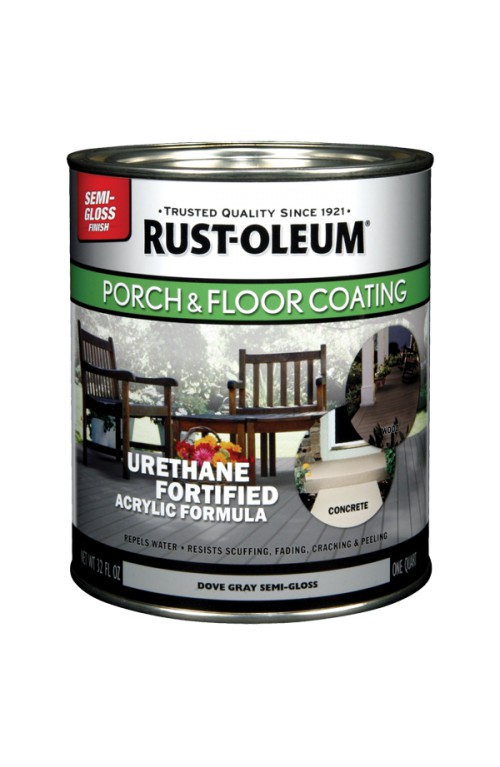 SEMI-
GLOSS
FINISH
•TRUSTED QUALITY SINCE 1921•
RUST-OLEUM®
PORCH & FLOOR COATING
WOOD
URETHANE
FORTIFIED
ACRYLIC FORMULA
CONCRETE
REPELS WATER • RESISTS SCUFFING, FADING, CRACKING & PEELING
NET 32 FL OZ
DOVE GRAY SEMI-GLOSS
ONE QUART